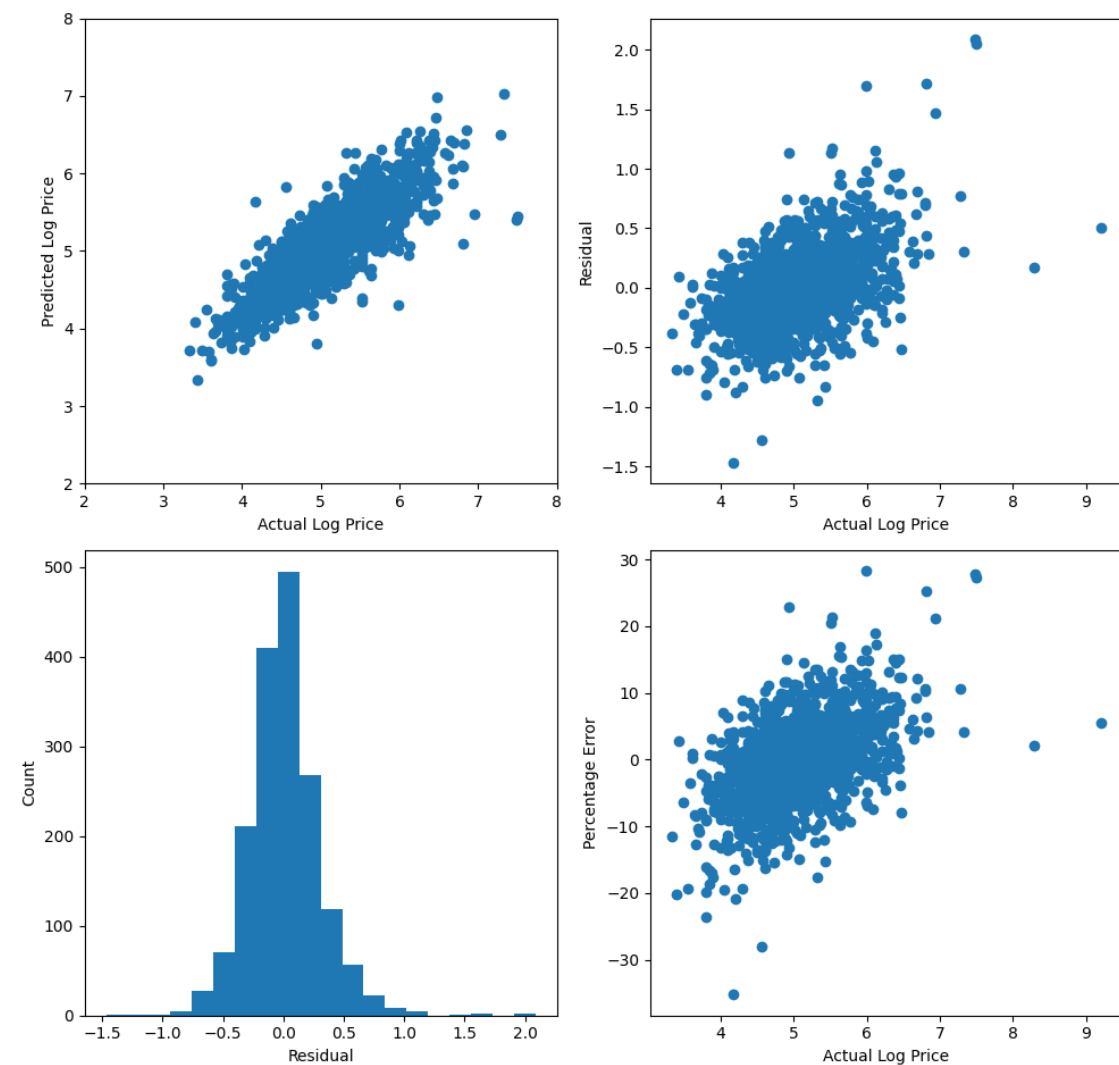 8
7
6
5
4
3
2
Predicted Log Price
2 3 4 5 6 7 8
Actual Log Price
2.0
1.5
1.0
0.5
0.0
−0.5
−1.0
−1.5
Residual
4 5 6 7 8 9
Actual Log Price
500
400
300
200
100
0
Count
−1.5 −1.0 −0.5 0.0 0.5 1.0 1.5 2.0
Residual
30
20
10
0
−10
−20
−30
Percentage Error
4 5 6 7 8 9
Actual Log Price